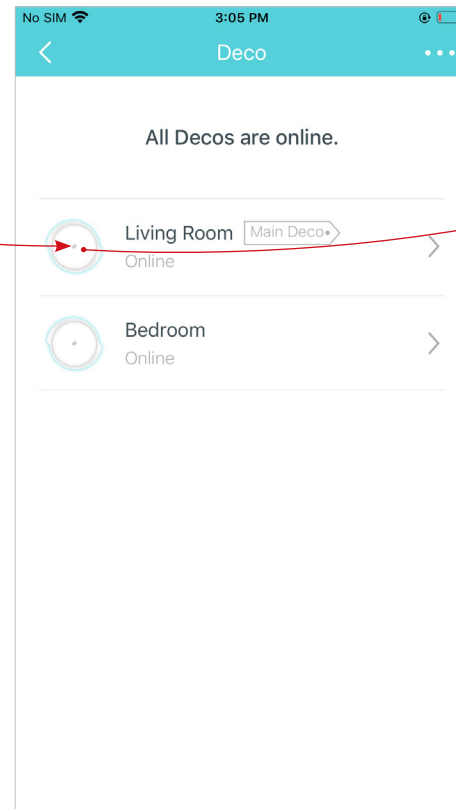 No SIM 3:05 PM
Deco
All Decos are online.
Living Room Main Deco
Online
Bedroom
Online